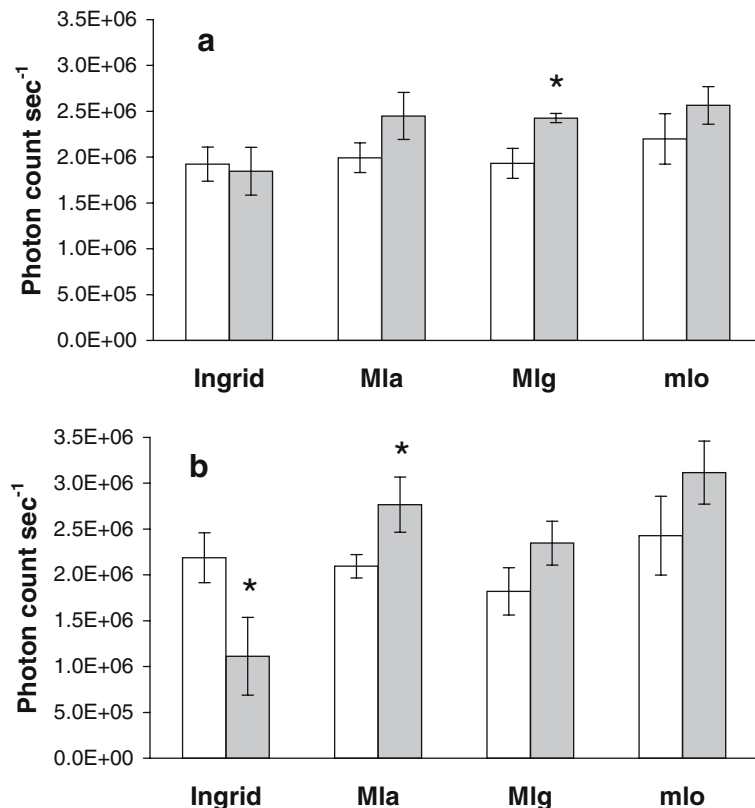 a
Photon count sec⁻¹
3.5E+06
3.0E+06
2.5E+06
2.0E+06
1.5E+06
1.0E+06
5.0E+05
0.0E+00
*
Ingrid Mla Mlg mlo
b
Photon count sec⁻¹
3.5E+06
3.0E+06
2.5E+06
2.0E+06
1.5E+06
1.0E+06
5.0E+05
0.0E+00
*
*
Ingrid Mla Mlg mlo